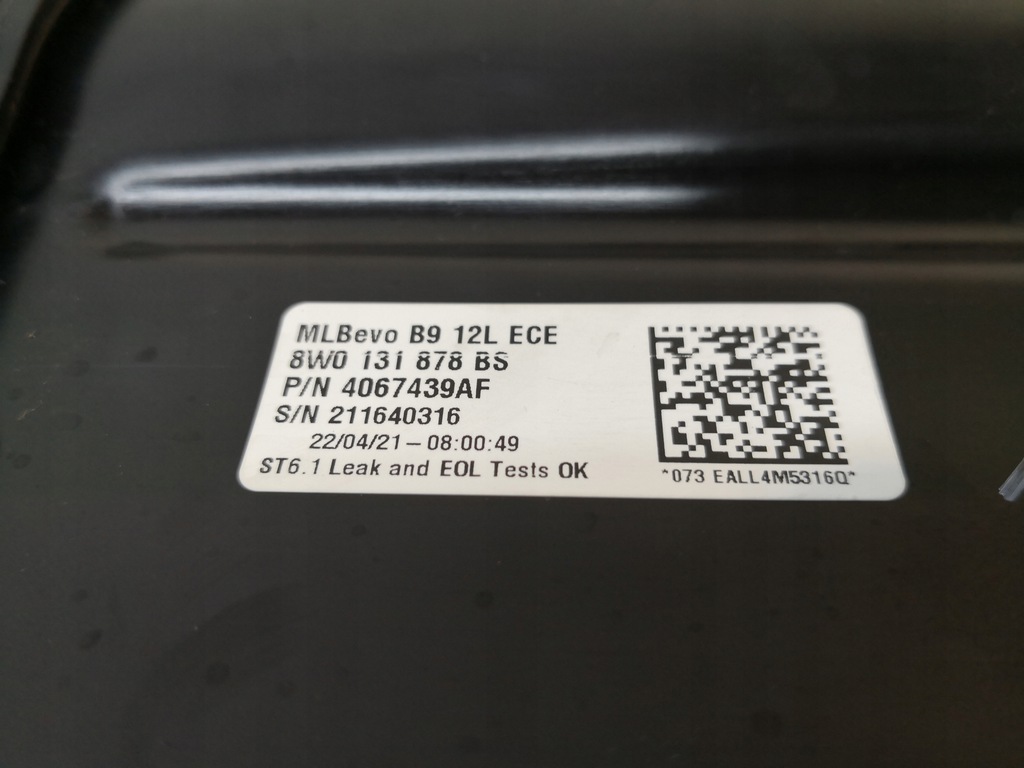 MLBevo B9 12L ECE
8W0 131 878 BS
P/N 4067439AF
S/N 211640316
22/04/21-08:00:49
ST6.1 Leak and EOL Tests OK
*073 EALL4M5316Q*